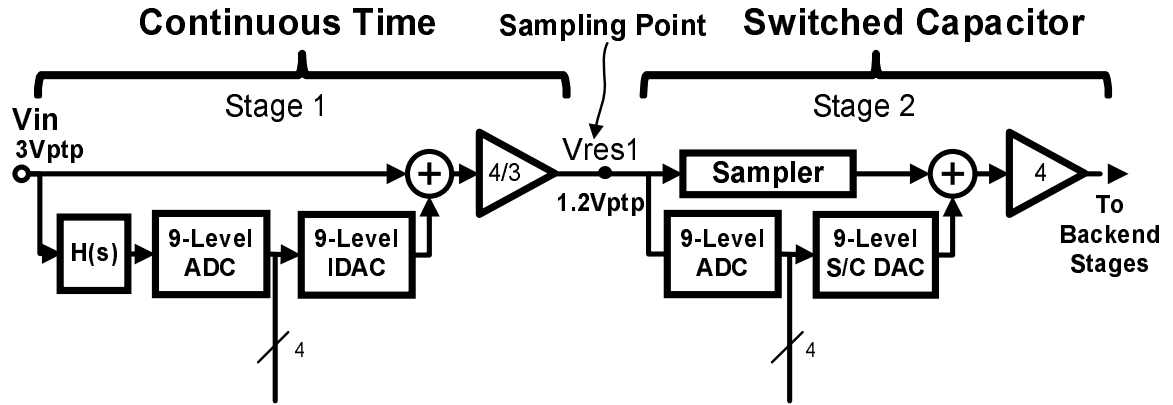 Continuous Time
Sampling Point
Switched Capacitor
Stage 1
Stage 2
Vin
3Vptp
4/3
Vres1
1.2Vptp
Sampler
4
H(s)
9-Level
ADC
9-Level
IDAC
9-Level
ADC
9-Level
S/C DAC
To
Backend
Stages
4
4